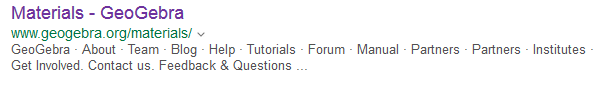 Materials - GeoGebra
www.geogebra.org/materials/
GeoGebra · About · Team · Blog · Help · Tutorials · Forum · Manual · Partners · Partners · Institutes ·
Get Involved. Contact us. Feedback & Questions ...